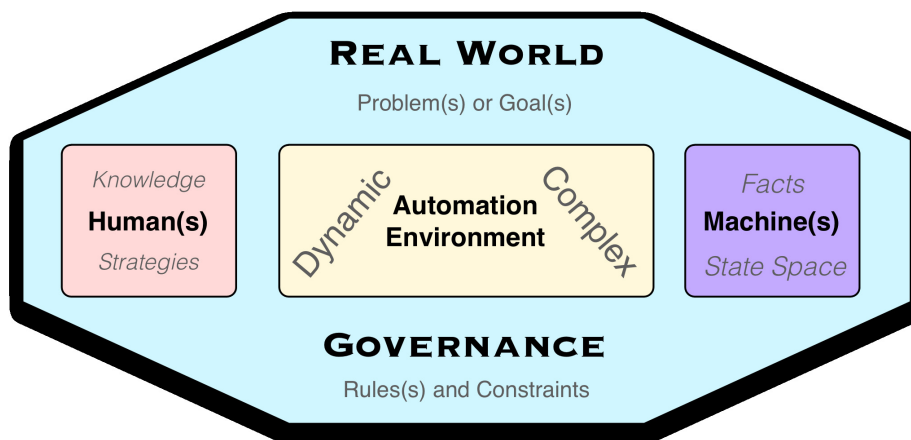 REAL WORLD
Problem(s) or Goal(s)
Knowledge
Human(s)
Strategies
Dynamic
Automation
Environment
Complex
Facts
Machine(s)
State Space
GOVERNANCE
Rules(s) and Constraints